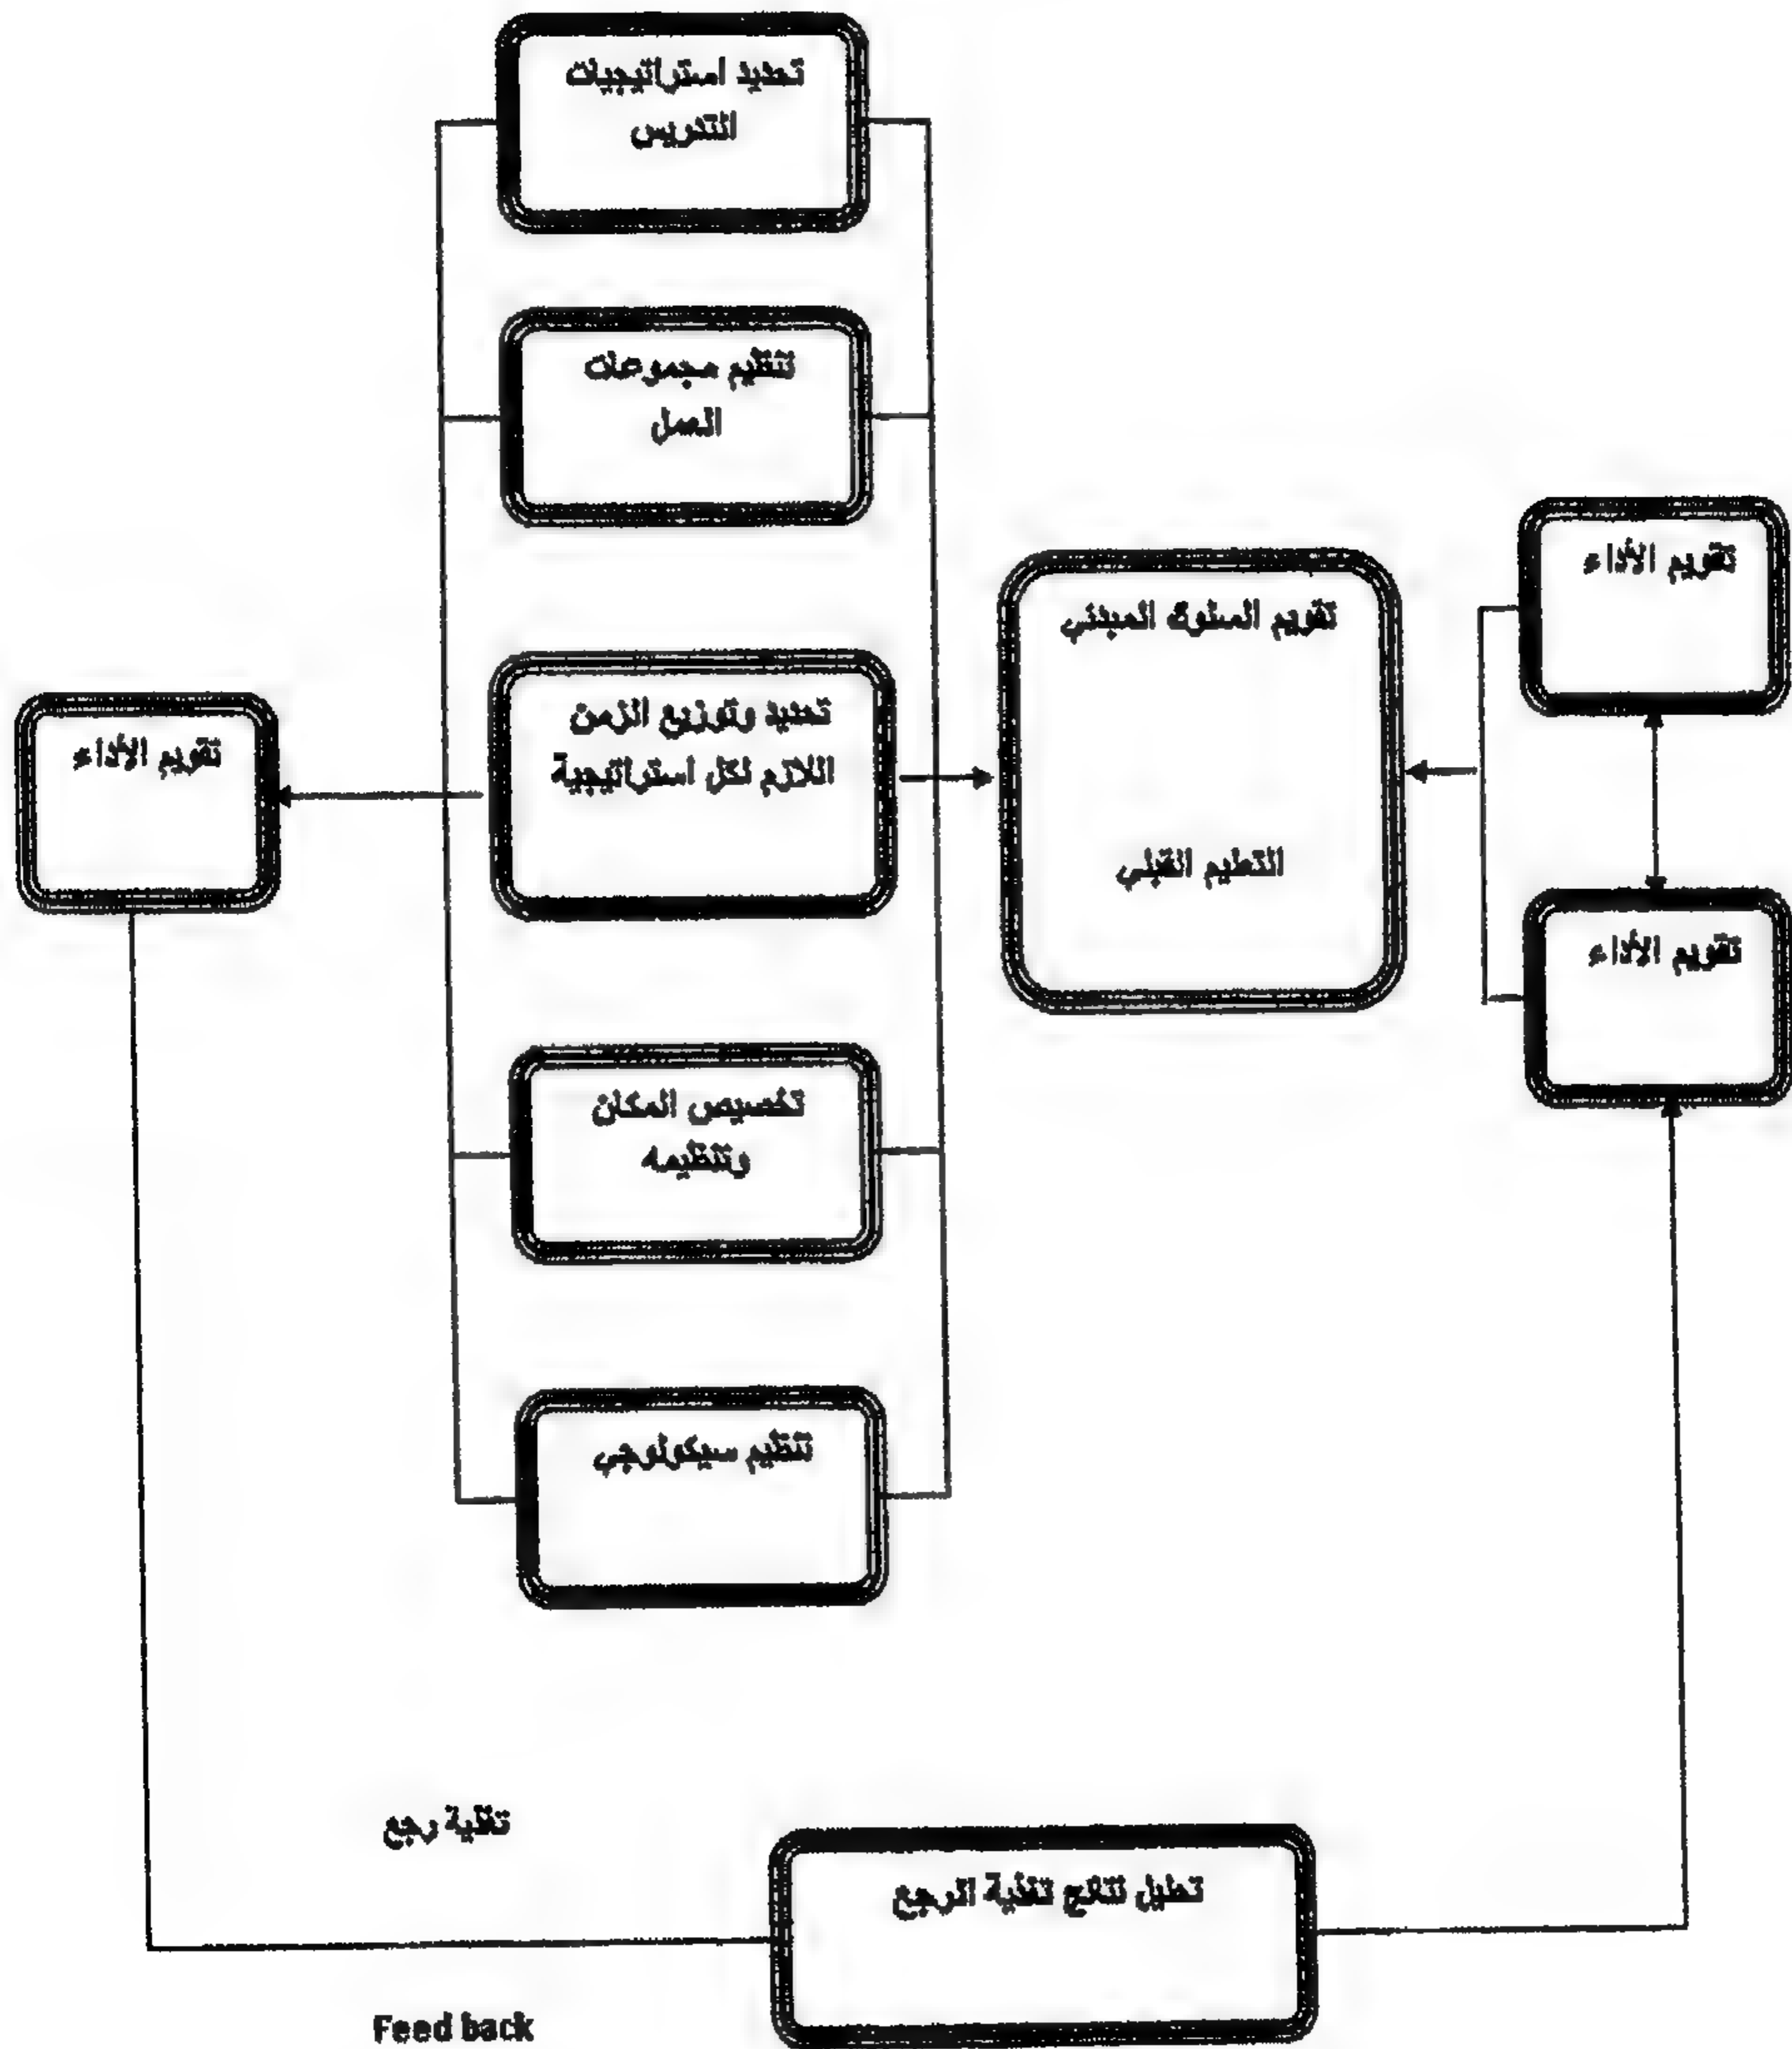 تقويم الأداء
تقويم الأداء
تقويم السلوك المبدئي
التعليم القبلي
تحديد استراتيجيات
التدريس
تنظيم مجموعات
العمل
تحديد وتوزيع الزمن
اللازم لكل استراتيجية
تخصيص المكان
وتنظيمه
تنظيم سيكولوجي
تقويم الأداء
تغذية رجع
تحليل نتائج تغذية الرجع
Feed back